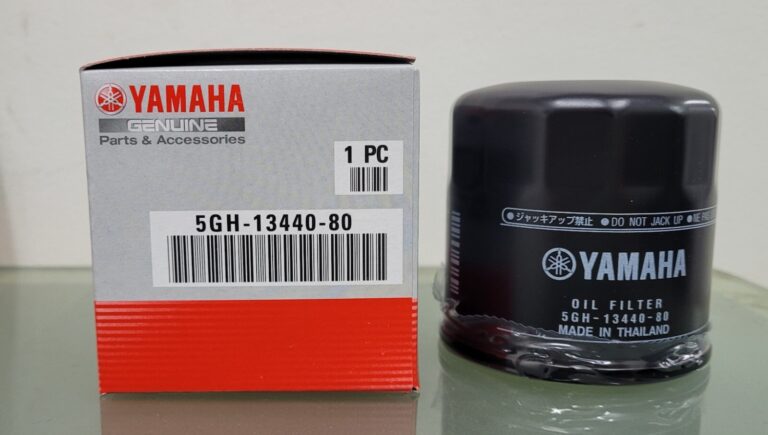 YAMAHA
GENUINE
Parts & Accessories
1 PC
5GH-13440-80
ジャッキアップ禁止 DO NOT JACK UP
YAMAHA
OIL FILTER
5GH-13440-80
MADE IN THAILAND